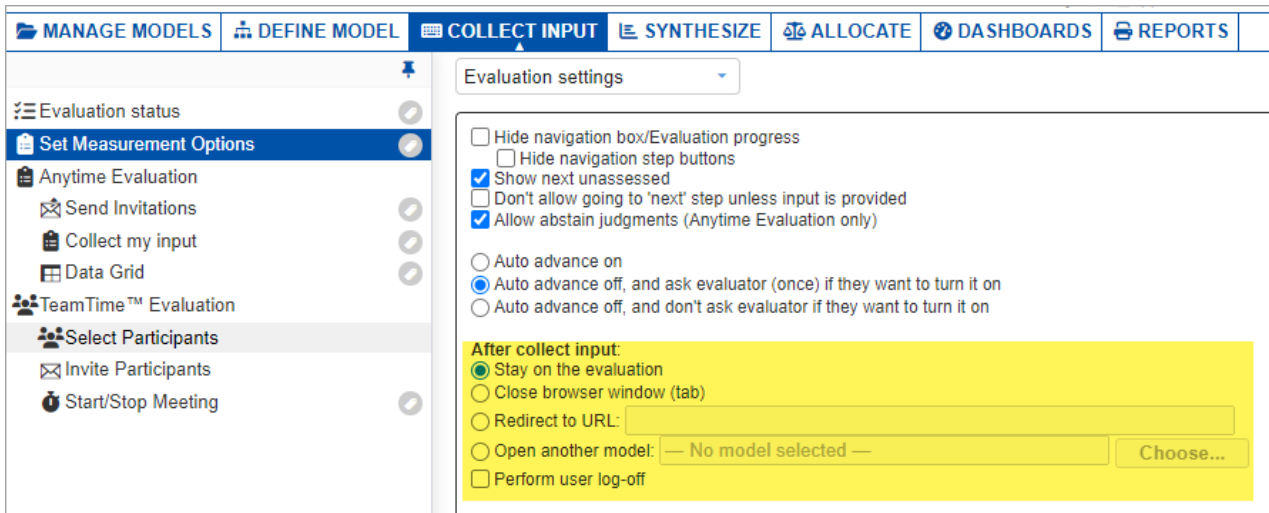 MANAGE MODELS DEFINE MODEL COLLECT INPUT SYNTHESIZE ALLOCATE DASHBOARDS REPORTS
Evaluation status
Set Measurement Options
Anytime Evaluation
Send Invitations
Collect my input
Data Grid
TeamTime™ Evaluation
Select Participants
Invite Participants
Start/Stop Meeting
Evaluation settings
Hide navigation box/Evaluation progress
Hide navigation step buttons
Show next unassessed
Don't allow going to 'next' step unless input is provided
Allow abstain judgments (Anytime Evaluation only)
Auto advance on
Auto advance off, and ask evaluator (once) if they want to turn it on
Auto advance off, and don't ask evaluator if they want to turn it on
After collect input:
Stay on the evaluation
Close browser window (tab)
Redirect to URL:
Open another model: — No model selected — Choose...
Perform user log-off